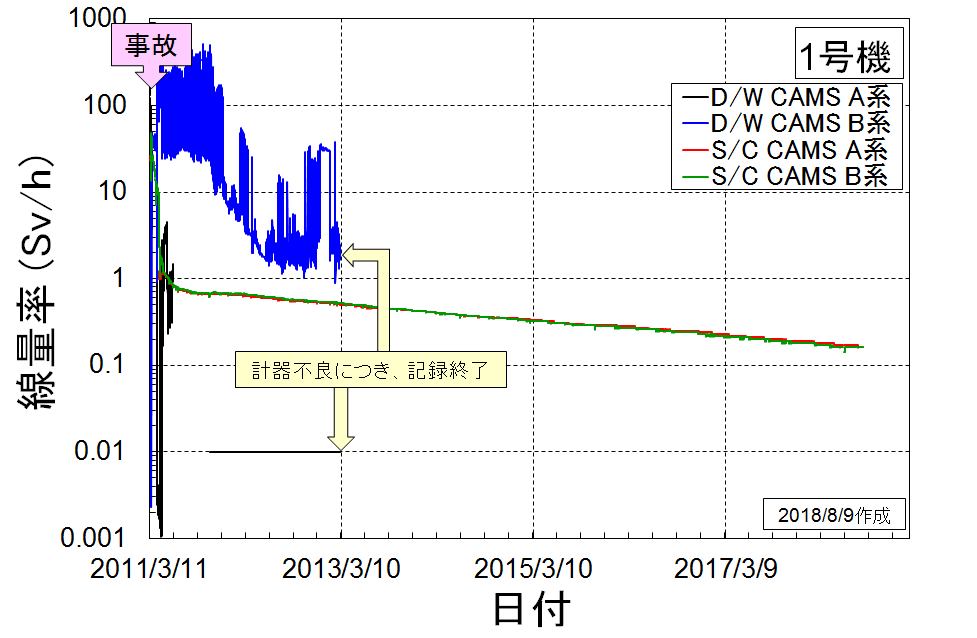 事故
1号機
D/W CAMS A系
D/W CAMS B系
S/C CAMS A系
S/C CAMS B系
線量率 (Sv/h)
1000
100
10
1
0.1
0.01
0.001
計器不良につき、記録終了
2018/8/9作成
2011/3/11
2013/3/10
2015/3/10
2017/3/9
日付